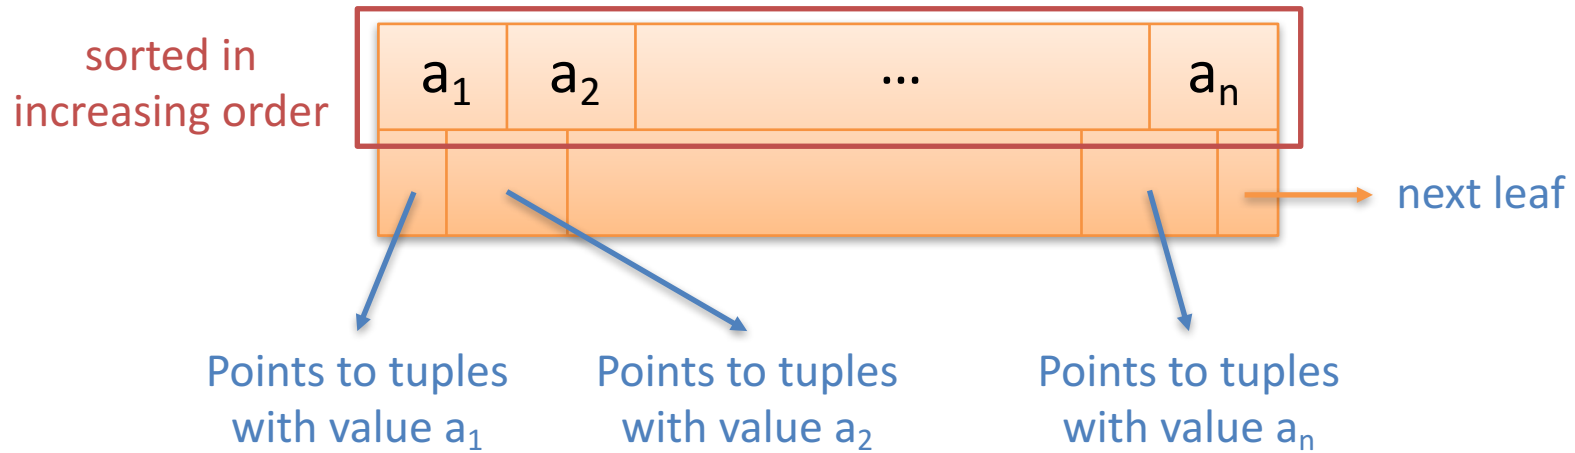 sorted in
increasing order
a₁ a₂ ... aₙ
next leaf
Points to tuples
with value a₁
Points to tuples
with value a₂
Points to tuples
with value aₙ